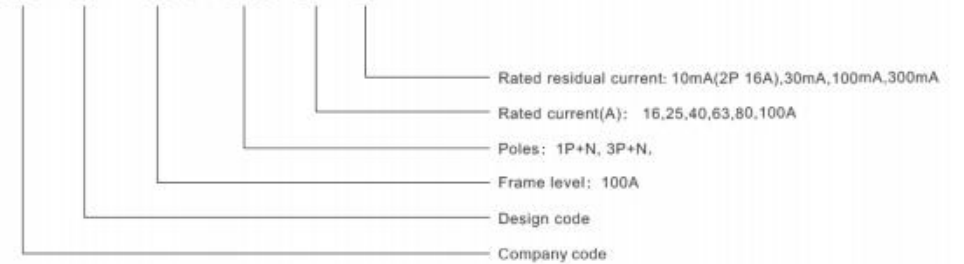 Rated residual current: 10mA(2P 16A),30mA,100mA,300mA
Rated current(A): 16,25,40,63,80,100A
Poles: 1P+N, 3P+N,
Frame level: 100A
Design code
Company code